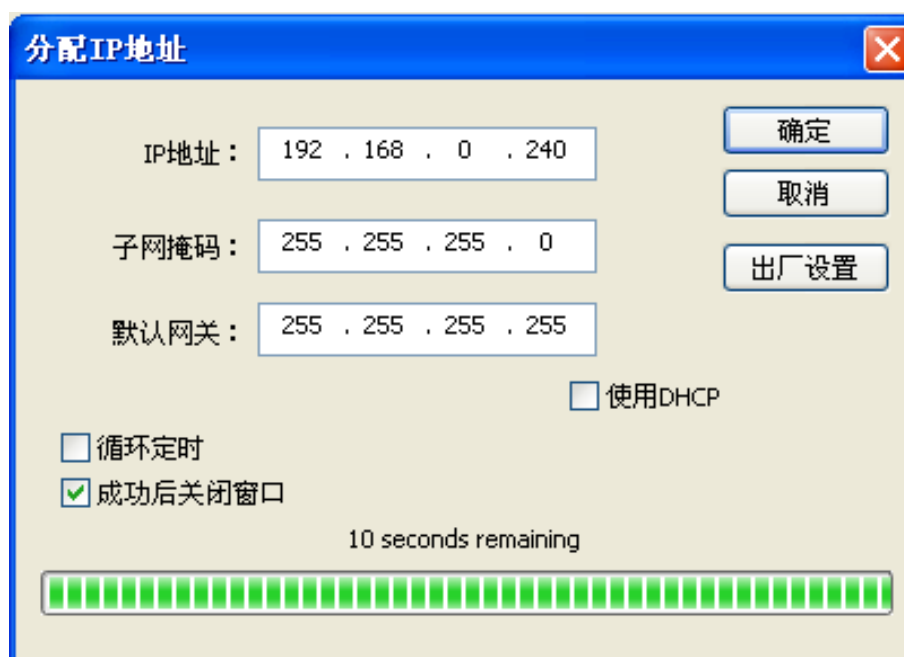 分配IP地址
IP地址： 192 . 168 . 0 . 240
确定
取消
子网掩码： 255 . 255 . 255 . 0
出厂设置
默认网关： 255 . 255 . 255 . 255
使用DHCP
循环定时
成功后关闭窗口
10 seconds remaining